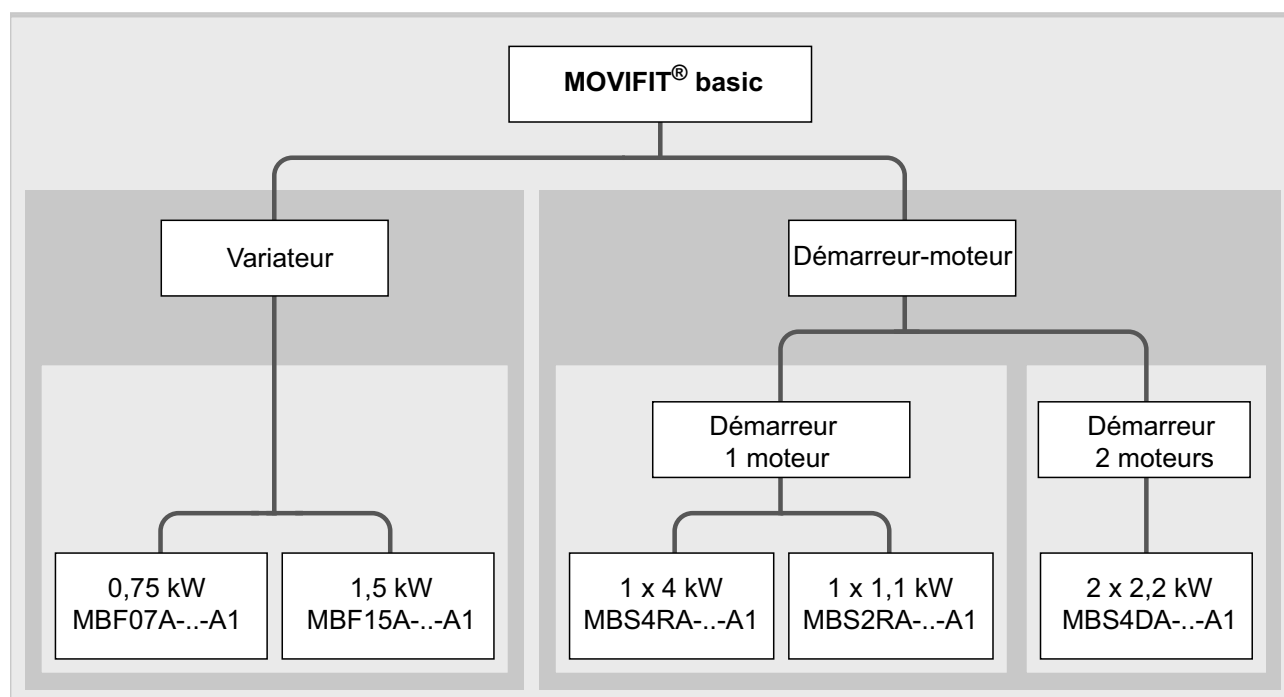 MOVIFIT® basic
Variateur
Démarreur-moteur
Démarreur
1 moteur
Démarreur
2 moteurs
0,75 kW
MBF07A-..-A1
1,5 kW
MBF15A-..-A1
1 x 4 kW
MBS4RA-..-A1
1 x 1,1 kW
MBS2RA-..-A1
2 x 2,2 kW
MBS4DA-..-A1